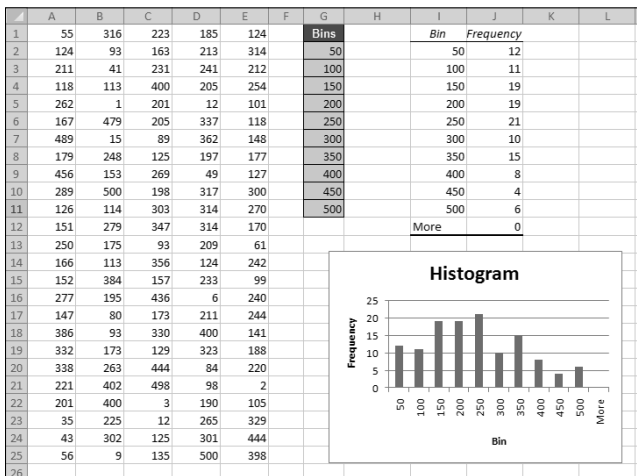 A B C D E F G H I J K L
1 55 316 223 185 124 Bins Bin Frequency
2 124 93 163 213 314 50 50 12
3 211 41 231 241 212 100 100 11
4 118 113 400 205 254 150 150 19
5 262 1 201 12 101 200 200 19
6 167 479 205 337 118 250 250 21
7 489 15 89 362 148 300 300 10
8 179 248 125 197 177 350 350 15
9 456 153 269 49 127 400 400 8
10 289 500 198 317 300 450 450 4
11 126 114 303 314 270 500 500 6
12 151 279 347 314 170 More 0
13 250 175 93 209 61
14 166 113 356 124 242
15 152 384 157 233 99
16 277 195 436 6 240
17 147 80 173 211 244
18 386 93 330 400 141
19 332 173 129 323 188
20 338 263 444 84 220
21 221 402 498 98 2
22 201 400 3 190 105
23 35 225 12 265 329
24 43 302 125 301 444
25 56 9 135 500 398
26
Histogram
Frequency
25
20
15
10
5
0
50 100 150 200 250 300 350 400 450 500 More
Bin